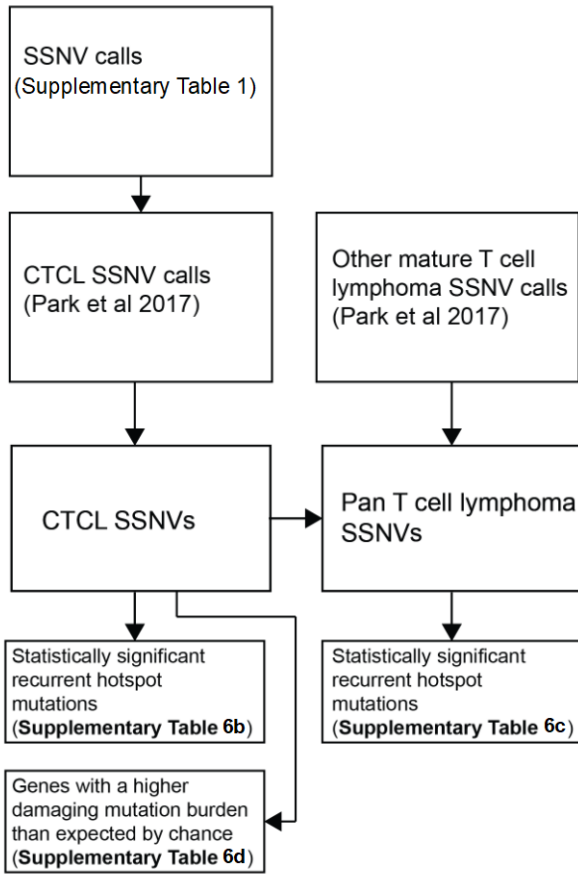 SSNV calls
(Supplementary Table 1)
CTCL SSNV calls
(Park et al 2017)
Other mature T cell
lymphoma SSNV calls
(Park et al 2017)
CTCL SSNVs
Pan T cell lymphoma
SSNVs
Statistically significant
recurrent hotspot
mutations
(Supplementary Table 6b)
Statistically significant
recurrent hotspot
mutations
(Supplementary Table 6c)
Genes with a higher
damaging mutation burden
than expected by chance
(Supplementary Table 6d)